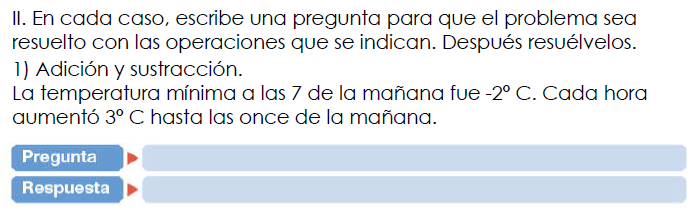 II. En cada caso, escribe una pregunta para que el problema sea
resuelto con las operaciones que se indican. Después resuélvelos.
1) Adición y sustracción.
La temperatura mínima a las 7 de la mañana fue -2º C. Cada hora
aumentó 3º C hasta las once de la mañana.
Pregunta
Respuesta